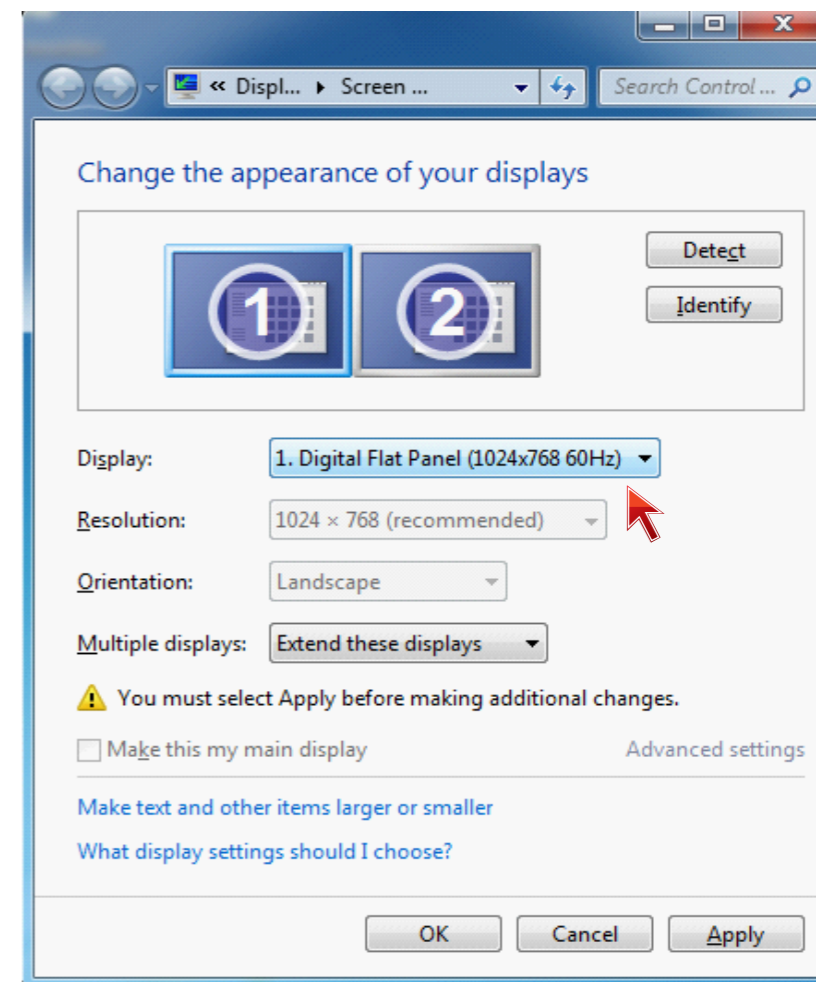 « Displ... Screen ... Search Control ...
Change the appearance of your displays
1 2
Detect
Identify
Display: 1. Digital Flat Panel (1024x768 60Hz)
Resolution: 1024 × 768 (recommended)
Orientation: Landscape
Multiple displays: Extend these displays
You must select Apply before making additional changes.
Make this my main display Advanced settings
Make text and other items larger or smaller
What display settings should I choose?
OK Cancel Apply